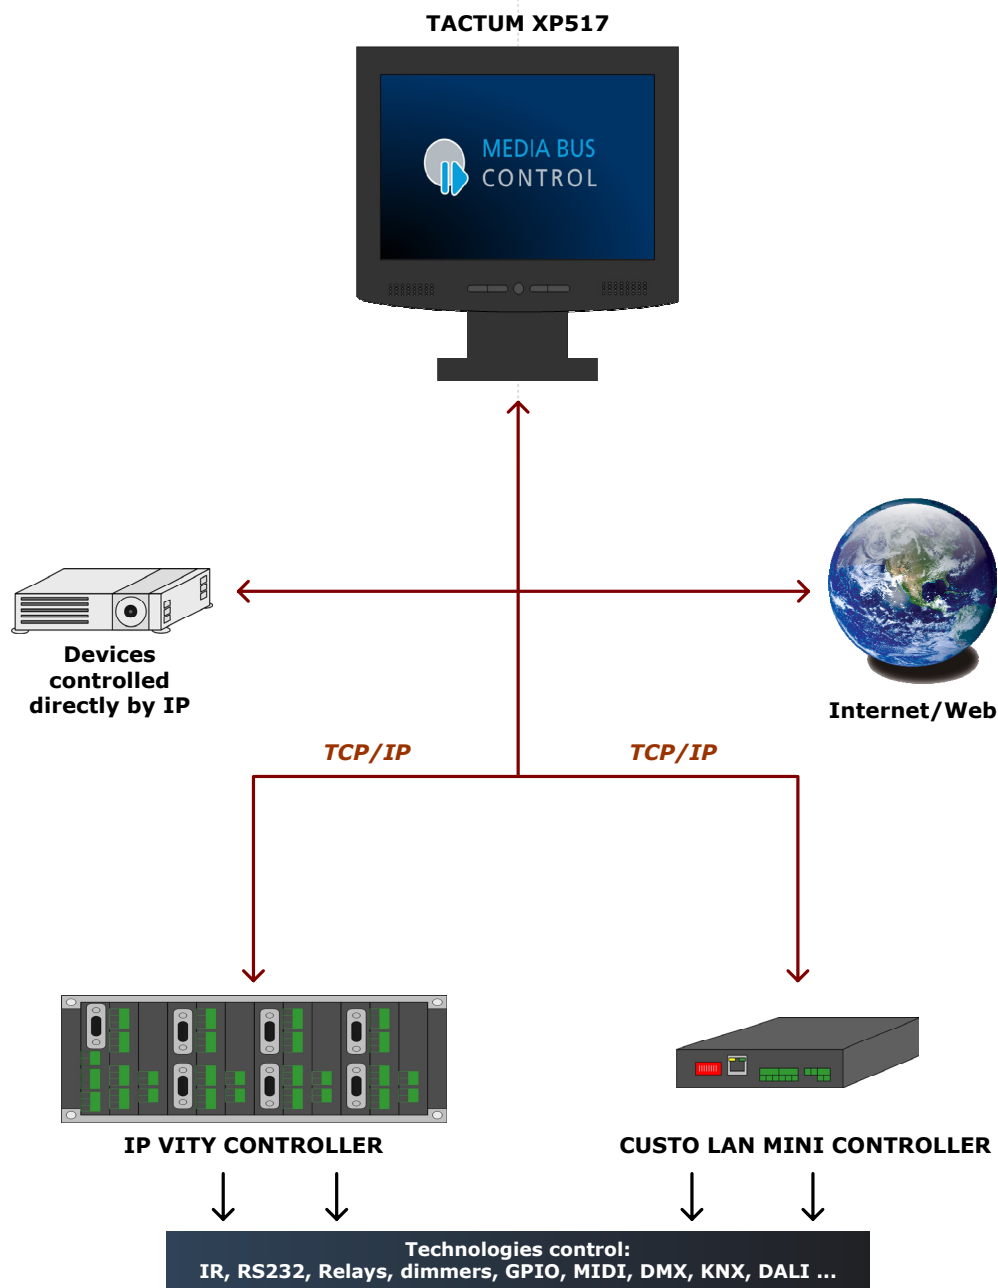 TACTUM XP517
MEDIA BUS
CONTROL
Devices
controlled
directly by IP
Internet/Web
TCP/IP
TCP/IP
IP VITY CONTROLLER
CUSTO LAN MINI CONTROLLER
Technologies control:
IR, RS232, Relays, dimmers, GPIO, MIDI, DMX, KNX, DALI ...